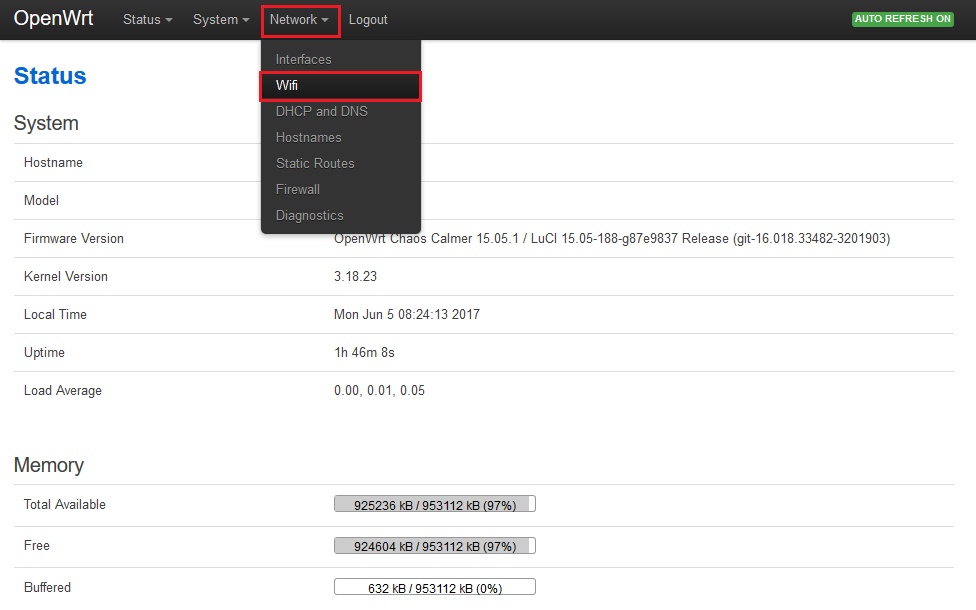 OpenWrt Status System Network Logout AUTO REFRESH ON
Interfaces
Wifi
DHCP and DNS
Hostnames
Static Routes
Firewall
Diagnostics
Status
System
Hostname
Model
Firmware Version OpenWrt Chaos Calmer 15.05.1 / LuCI 15.05-188-g87e9837 Release (git-16.018.33482-3201903)
Kernel Version 3.18.23
Local Time Mon Jun 5 08:24:13 2017
Uptime 1h 46m 8s
Load Average 0.00, 0.01, 0.05
Memory
Total Available 925236 kB / 953112 kB (97%)
Free 924604 kB / 953112 kB (97%)
Buffered 632 kB / 953112 kB (0%)